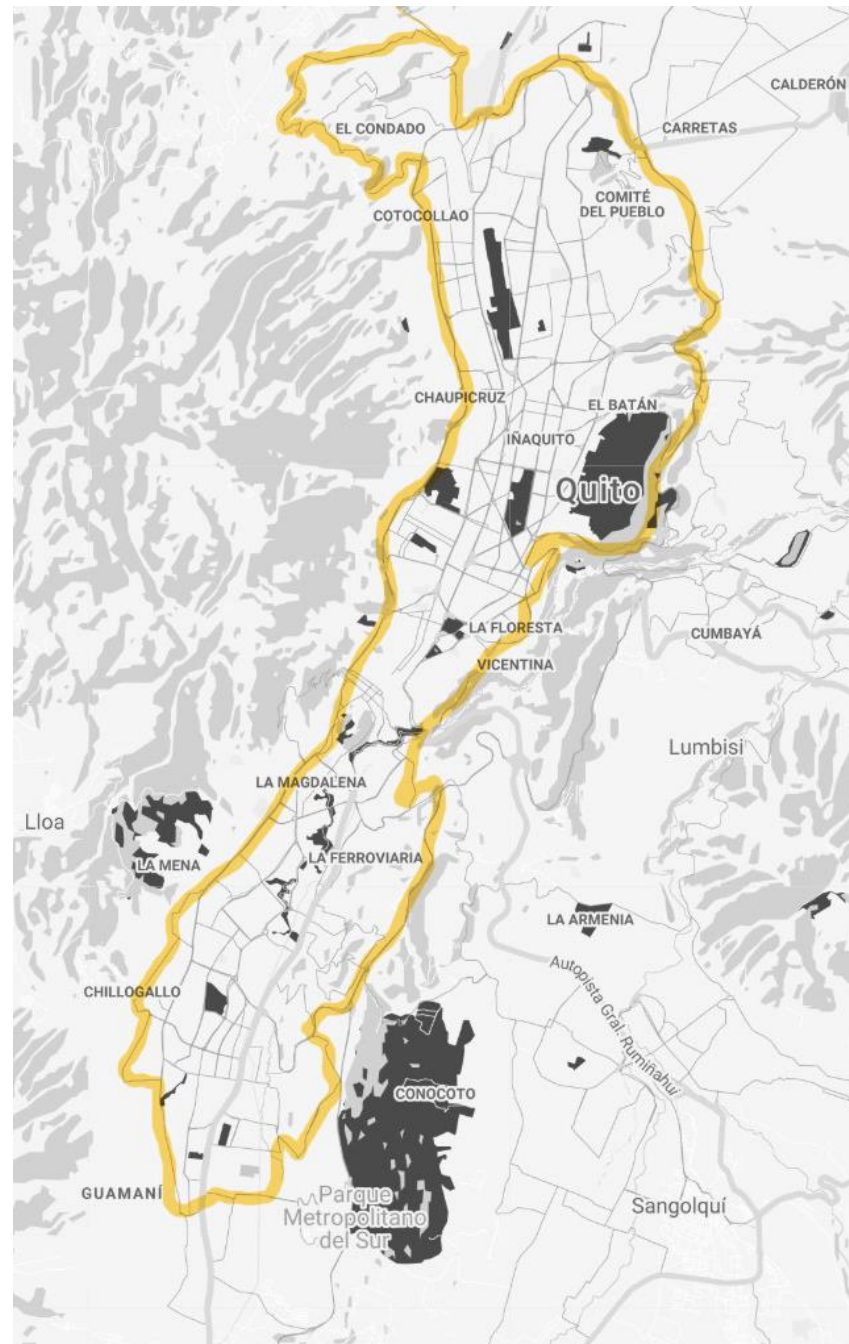 CALDERÓN
CARRETAS
EL CONDADO
COMITÉ
DEL PUEBLO
COTOCOLLAO
CHAUPICRUZ
EL BATÁN
IÑAQUITO
Quito
LA FLORESTA
CUMBAYÁ
VICENTINA
Lumbisi
LA MAGDALENA
Lloa
LA MENA
LA FERROVIARIA
LA ARMENIA
Autopista Gral. Rumiñahui
CHILLOGALLO
CONOCOTO
GUAMANÍ
Parque
Metropolitano
del Sur
Sangolquí